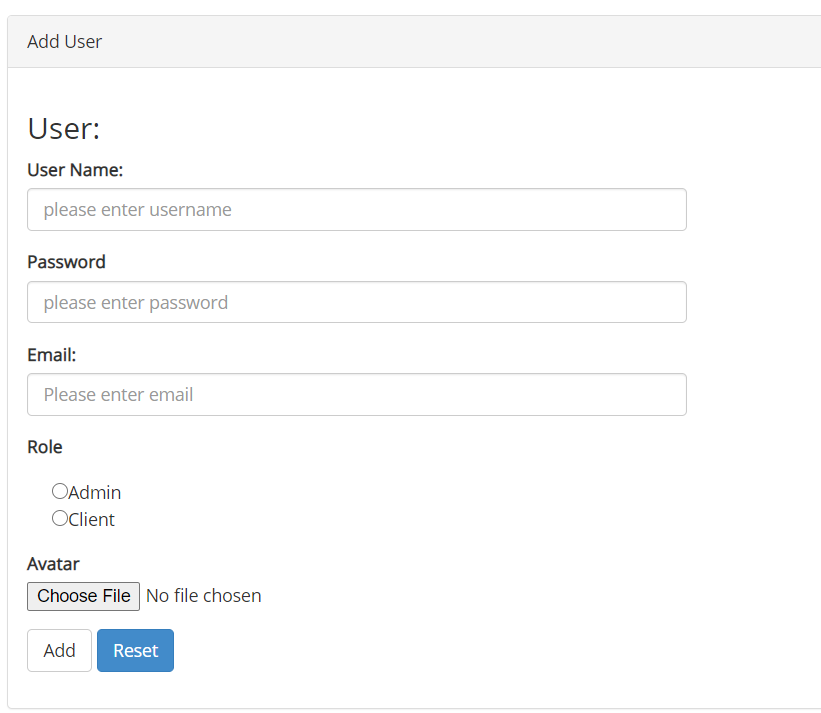 Add User
User:
User Name:
please enter username
Password
please enter password
Email:
Please enter email
Role
Admin
Client
Avatar
Choose File No file chosen
Add Reset